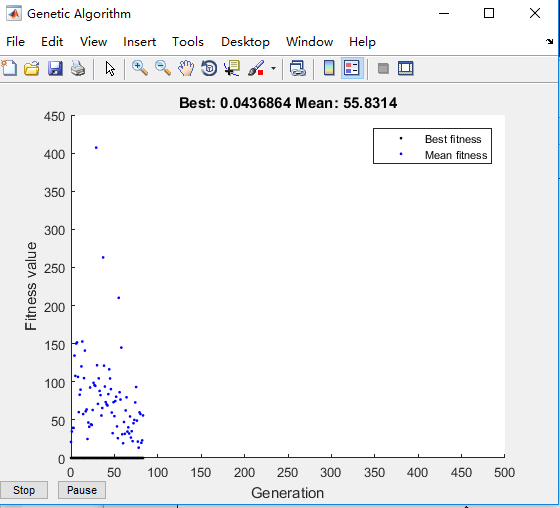 Genetic Algorithm
File Edit View Insert Tools Desktop Window Help
Best: 0.0436864 Mean: 55.8314
Best fitness
Mean fitness
Fitness value
450
400
350
300
250
200
150
100
50
0
0 50 100 150 200 250 300 350 400 450 500
Generation
Stop Pause